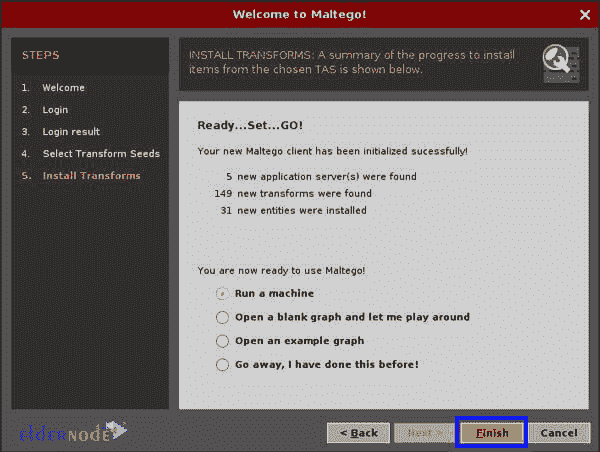 Welcome to Maltego!
STEPS
1. Welcome
2. Login
3. Login result
4. Select Transform Seeds
5. Install Transforms
INSTALL TRANSFORMS: A summary of the progress to install
items from the chosen TAS is shown below.
Ready...Set...GO!
Your new Maltego client has been initialized sucessfully!
5 new application server(s) were found
149 new transforms were found
31 new entities were installed
You are now ready to use Maltego!
Run a machine
Open a blank graph and let me play around
Open an example graph
Go away, I have done this before!
elderNODE
< Back
Next >
Finish
Cancel